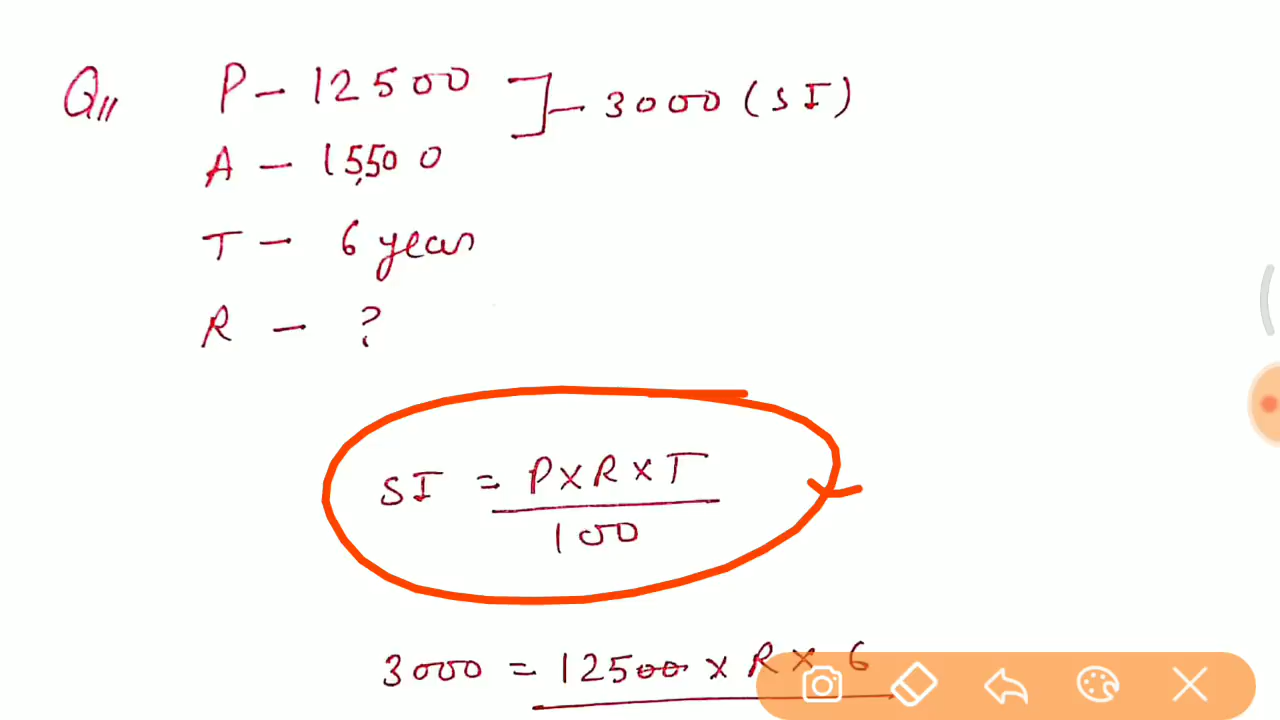 Q11 P - 12500 ] - 3000 (SI)
A - 15500
T - 6 years
R - ?
SI = P x R x T
100
3000 = 12500 x R x 6